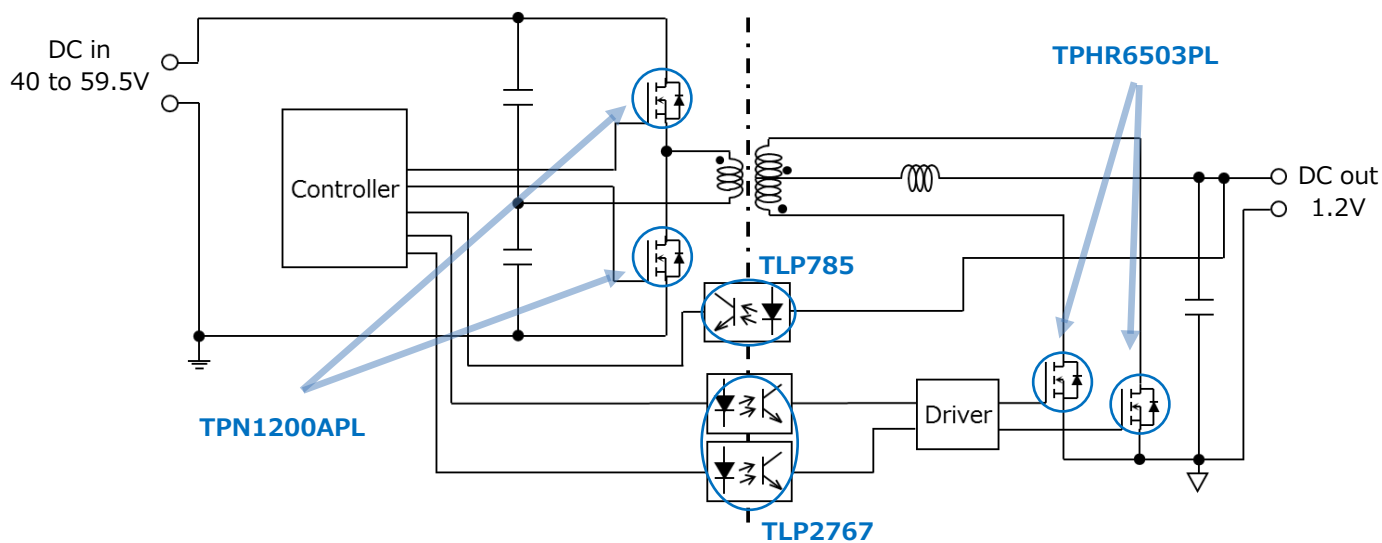 DC in
40 to 59.5V
TPHR6503PL
Controller
DC out
1.2V
TLP785
TPN1200APL
Driver
TLP2767